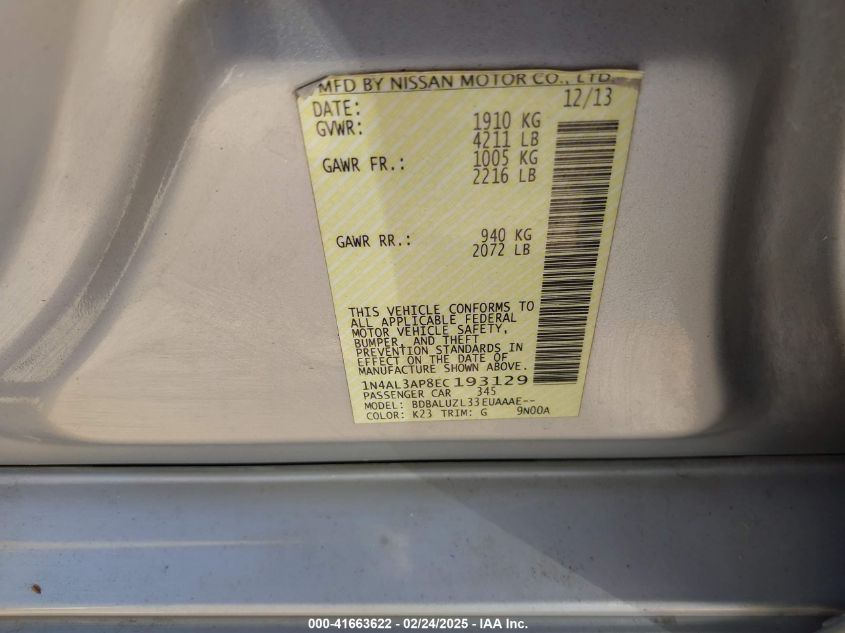 MFD BY NISSAN MOTOR CO., LTD.
DATE: 12/13
GVWR: 1910 KG
4211 LB
GAWR FR.: 1005 KG
2216 LB
GAWR RR.: 940 KG
2072 LB
THIS VEHICLE CONFORMS TO
ALL APPLICABLE FEDERAL
MOTOR VEHICLE SAFETY,
BUMPER, AND THEFT
PREVENTION STANDARDS IN
EFFECT ON THE DATE OF
MANUFACTURE SHOWN ABOVE.
1N4AL3AP8EC193129
PASSENGER CAR 345
MODEL: BDBALUZL33EUAAAE--
COLOR: K23 TRIM: G 9N00A
000-41663622 - 02/24/2025 - IAA Inc.